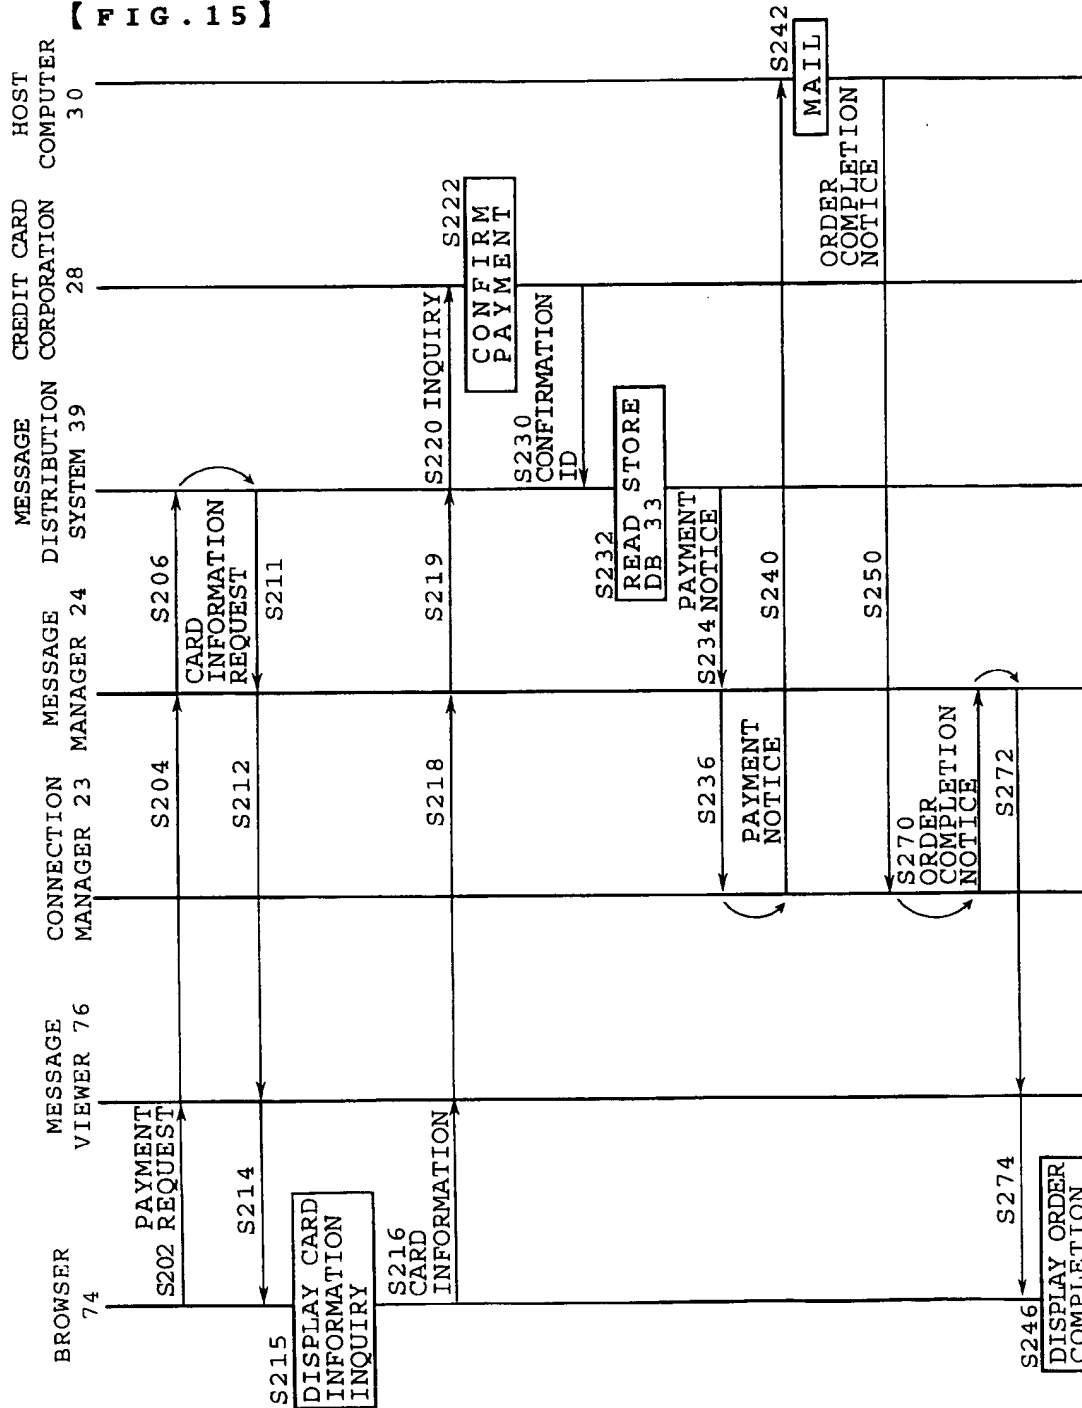 【FIG.15】
BROWSER
74
MESSAGE
VIEWER 76
CONNECTION
MANAGER 23
MESSAGE
MANAGER 24
MESSAGE
DISTRIBUTION
SYSTEM 39
CREDIT CARD
CORPORATION
28
HOST
COMPUTER
30
PAYMENT
S202 REQUEST
S204
S206
CARD
INFORMATION
REQUEST
S211
S212
S214
S215
DISPLAY CARD
INFORMATION
INQUIRY
S216
CARD
INFORMATION
S218
S219
S220 INQUIRY
S222
CONFIRM
PAYMENT
S230
CONFIRMATION
ID
S232
READ STORE
DB 33
PAYMENT
S234 NOTICE
S236
PAYMENT
NOTICE
S240
S242
MAIL
ORDER
COMPLETION
NOTICE
S250
S270
ORDER
COMPLETION
NOTICE
S272
S274
S246
DISPLAY ORDER
COMPLETION